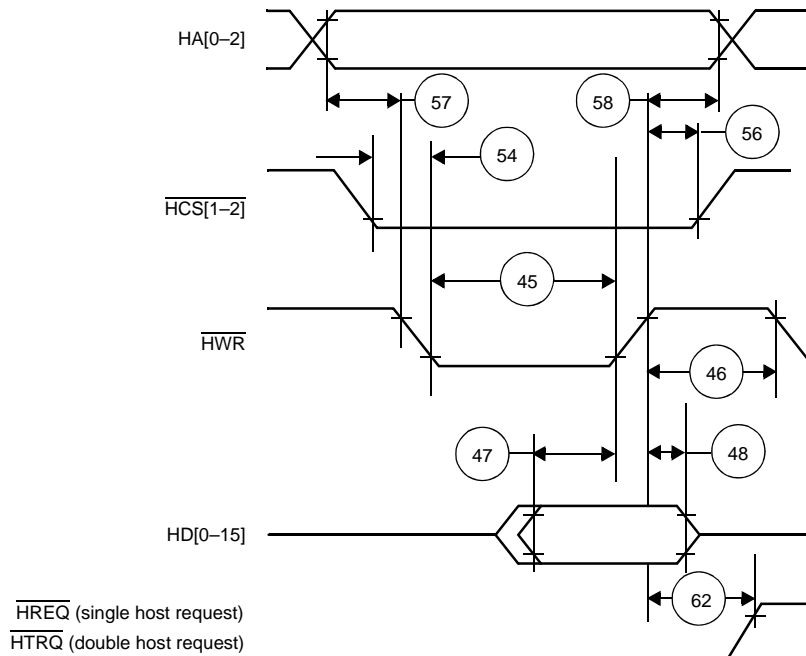 HA[0–2]
57
58
56
54
HCS[1–2]
45
HWR
46
47
48
HD[0–15]
62
HREQ (single host request)
HTRQ (double host request)